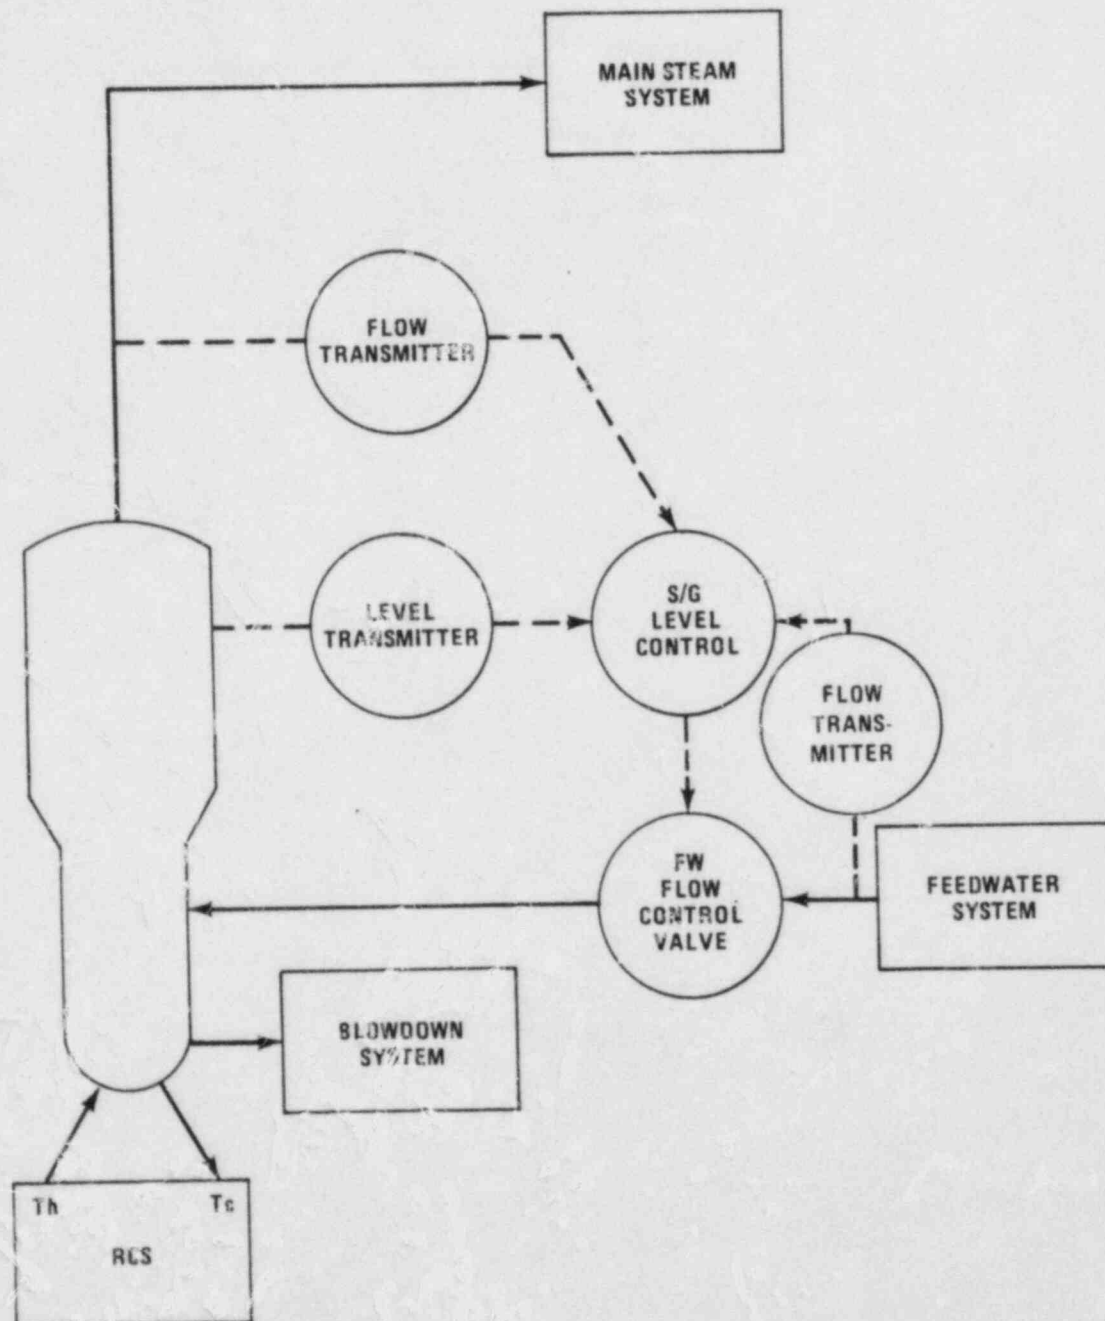 MAIN STEAM
SYSTEM
FLOW
TRANSMITTER
LEVEL
TRANSMITTER
S/G
LEVEL
CONTROL
FLOW
TRANS-
MITTER
FW
FLOW
CONTROL
VALVE
FEEDWATER
SYSTEM
BLOWDOWN
SYSTEM
Th
Tc
RCS